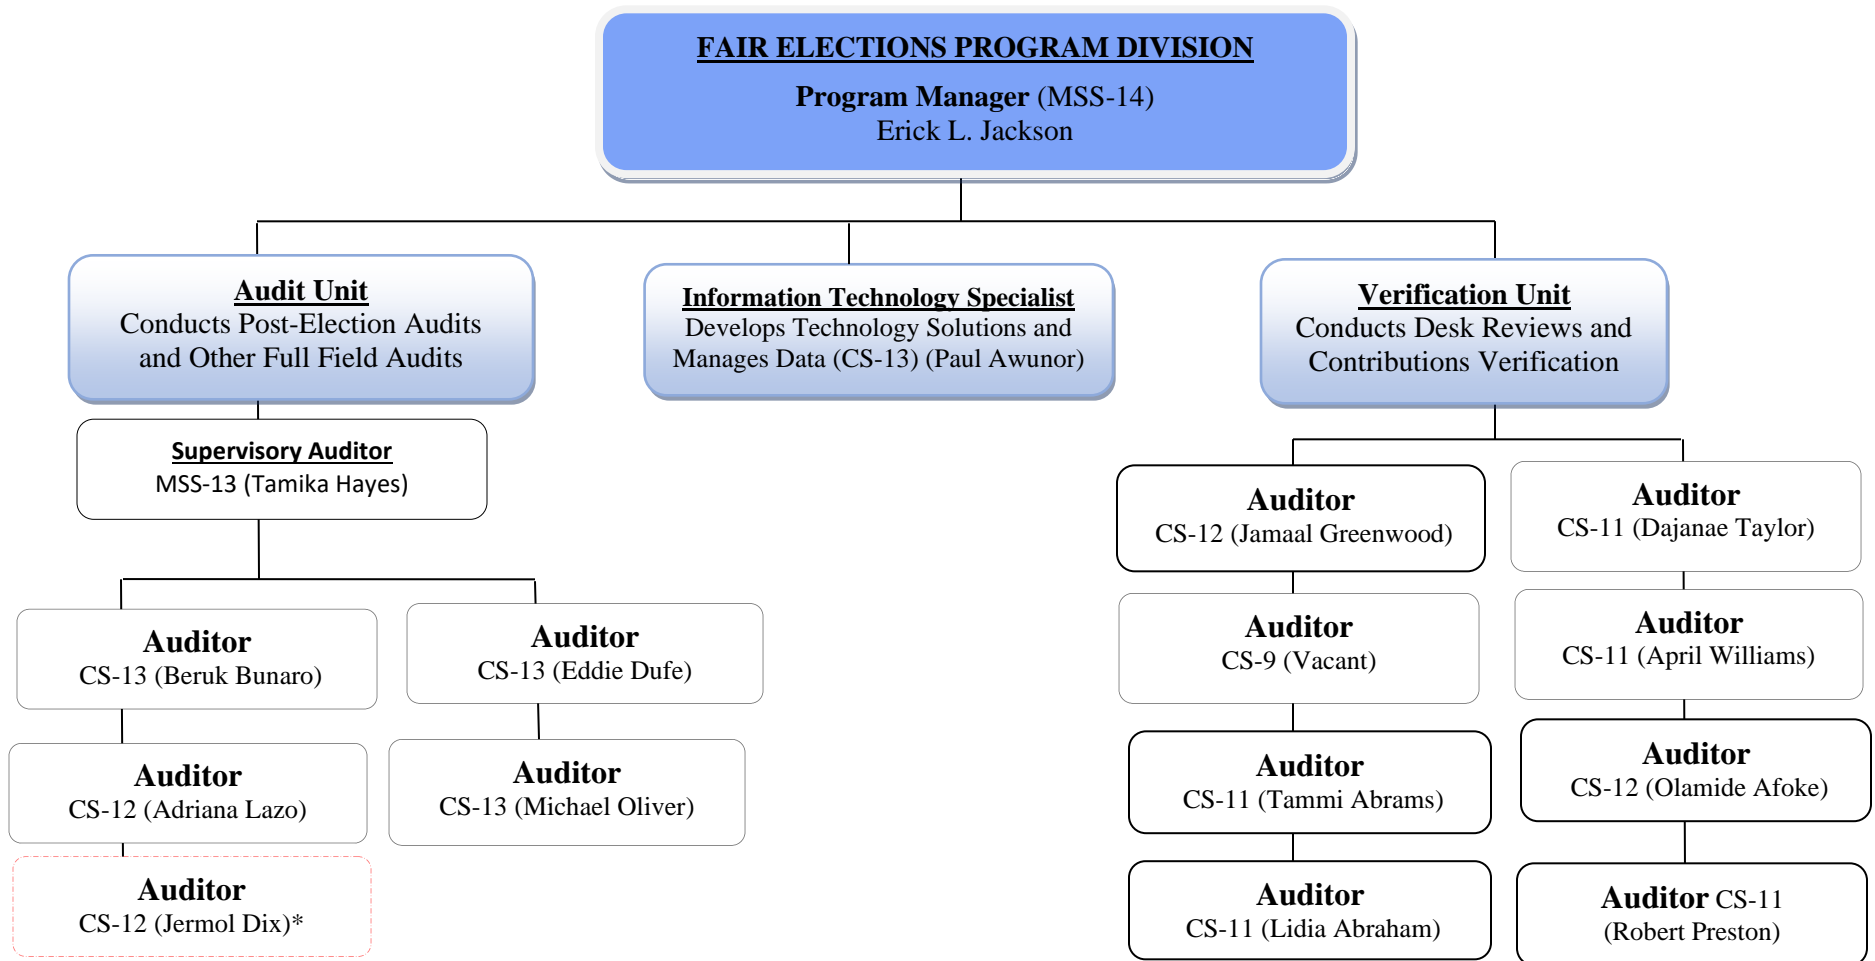 FAIR ELECTIONS PROGRAM DIVISION
Program Manager (MSS-14)
Erick L. Jackson
Audit Unit
Conducts Post-Election Audits
and Other Full Field Audits
Information Technology Specialist
Develops Technology Solutions and
Manages Data (CS-13) (Paul Awunor)
Verification Unit
Conducts Desk Reviews and
Contributions Verification
Supervisory Auditor
MSS-13 (Tamika Hayes)
Auditor
CS-13 (Beruk Bunaro)
Auditor
CS-12 (Adriana Lazo)
Auditor
CS-12 (Jermol Dix)*
Auditor
CS-13 (Eddie Dufe)
Auditor
CS-13 (Michael Oliver)
Auditor
CS-12 (Jamaal Greenwood)
Auditor
CS-9 (Vacant)
Auditor
CS-11 (Tammi Abrams)
Auditor
CS-11 (Lidia Abraham)
Auditor
CS-11 (Dajanae Taylor)
Auditor
CS-11 (April Williams)
Auditor
CS-12 (Olamide Afoke)
Auditor CS-11
(Robert Preston)